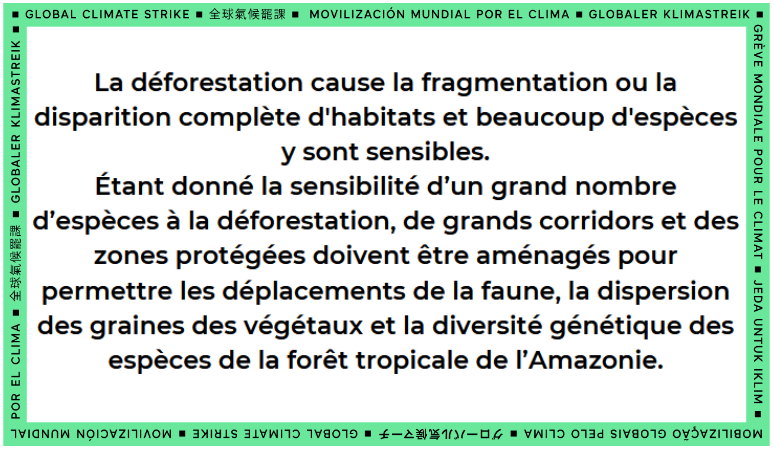 ■ GLOBAL CLIMATE STRIKE ■ 全球氣候罷課 ■ MOVILIZACIÓN MUNDIAL POR EL CLIMA ■ GLOBALER KLIMASTREIK ■
GRÈVE MONDIALE POUR LE CLIMAT ■ JEDA UNTUK IKLIM ■
La déforestation cause la fragmentation ou la
disparition complète d'habitats et beaucoup d'espèces
y sont sensibles.
Étant donné la sensibilité d’un grand nombre
d’espèces à la déforestation, de grands corridors et des
zones protégées doivent être aménagés pour
permettre les déplacements de la faune, la dispersion
des graines des végétaux et la diversité génétique des
espèces de la forêt tropicale de l’Amazonie.
MOBILIZAÇÃO GLOBAIS PELO CLIMA ■ グローバル気候マーチ ■ GLOBAL CLIMATE STRIKE ■ MOVILIZACIÓN MUNDIAL
POR EL CLIMA ■ 全球氣候罷課 ■ GLOBALER KLIMASTREIK ■